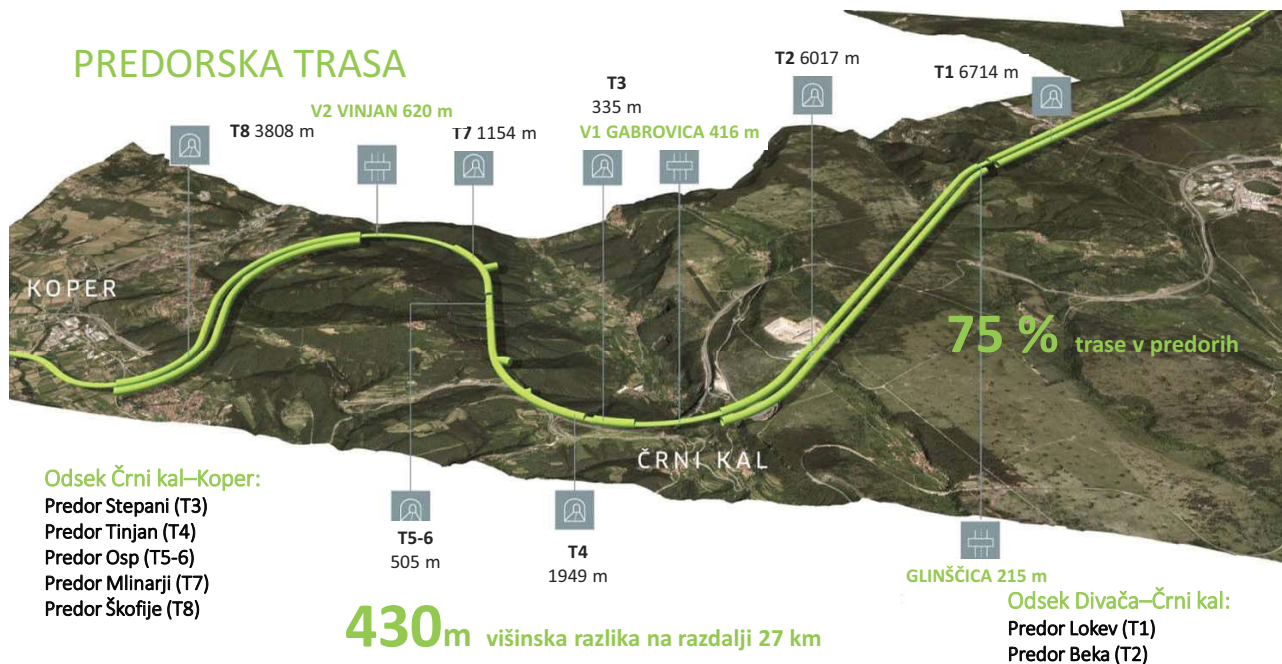 PREDORSKA TRASA
T8 3808 m
V2 VINJAN 620 m
T7 1154 m
T3
335 m
V1 GABROVICA 416 m
T2 6017 m
T1 6714 m
KOPER
75 % trase v predorih
ČRNI KAL
Odsek Črni kal–Koper:
Predor Stepani (T3)
Predor Tinjan (T4)
Predor Osp (T5-6)
Predor Mlinarji (T7)
Predor Škofije (T8)
T5-6
505 m
T4
1949 m
GLINŠČICA 215 m
430m višinska razlika na razdalji 27 km
Odsek Divača–Črni kal:
Predor Lokev (T1)
Predor Beka (T2)